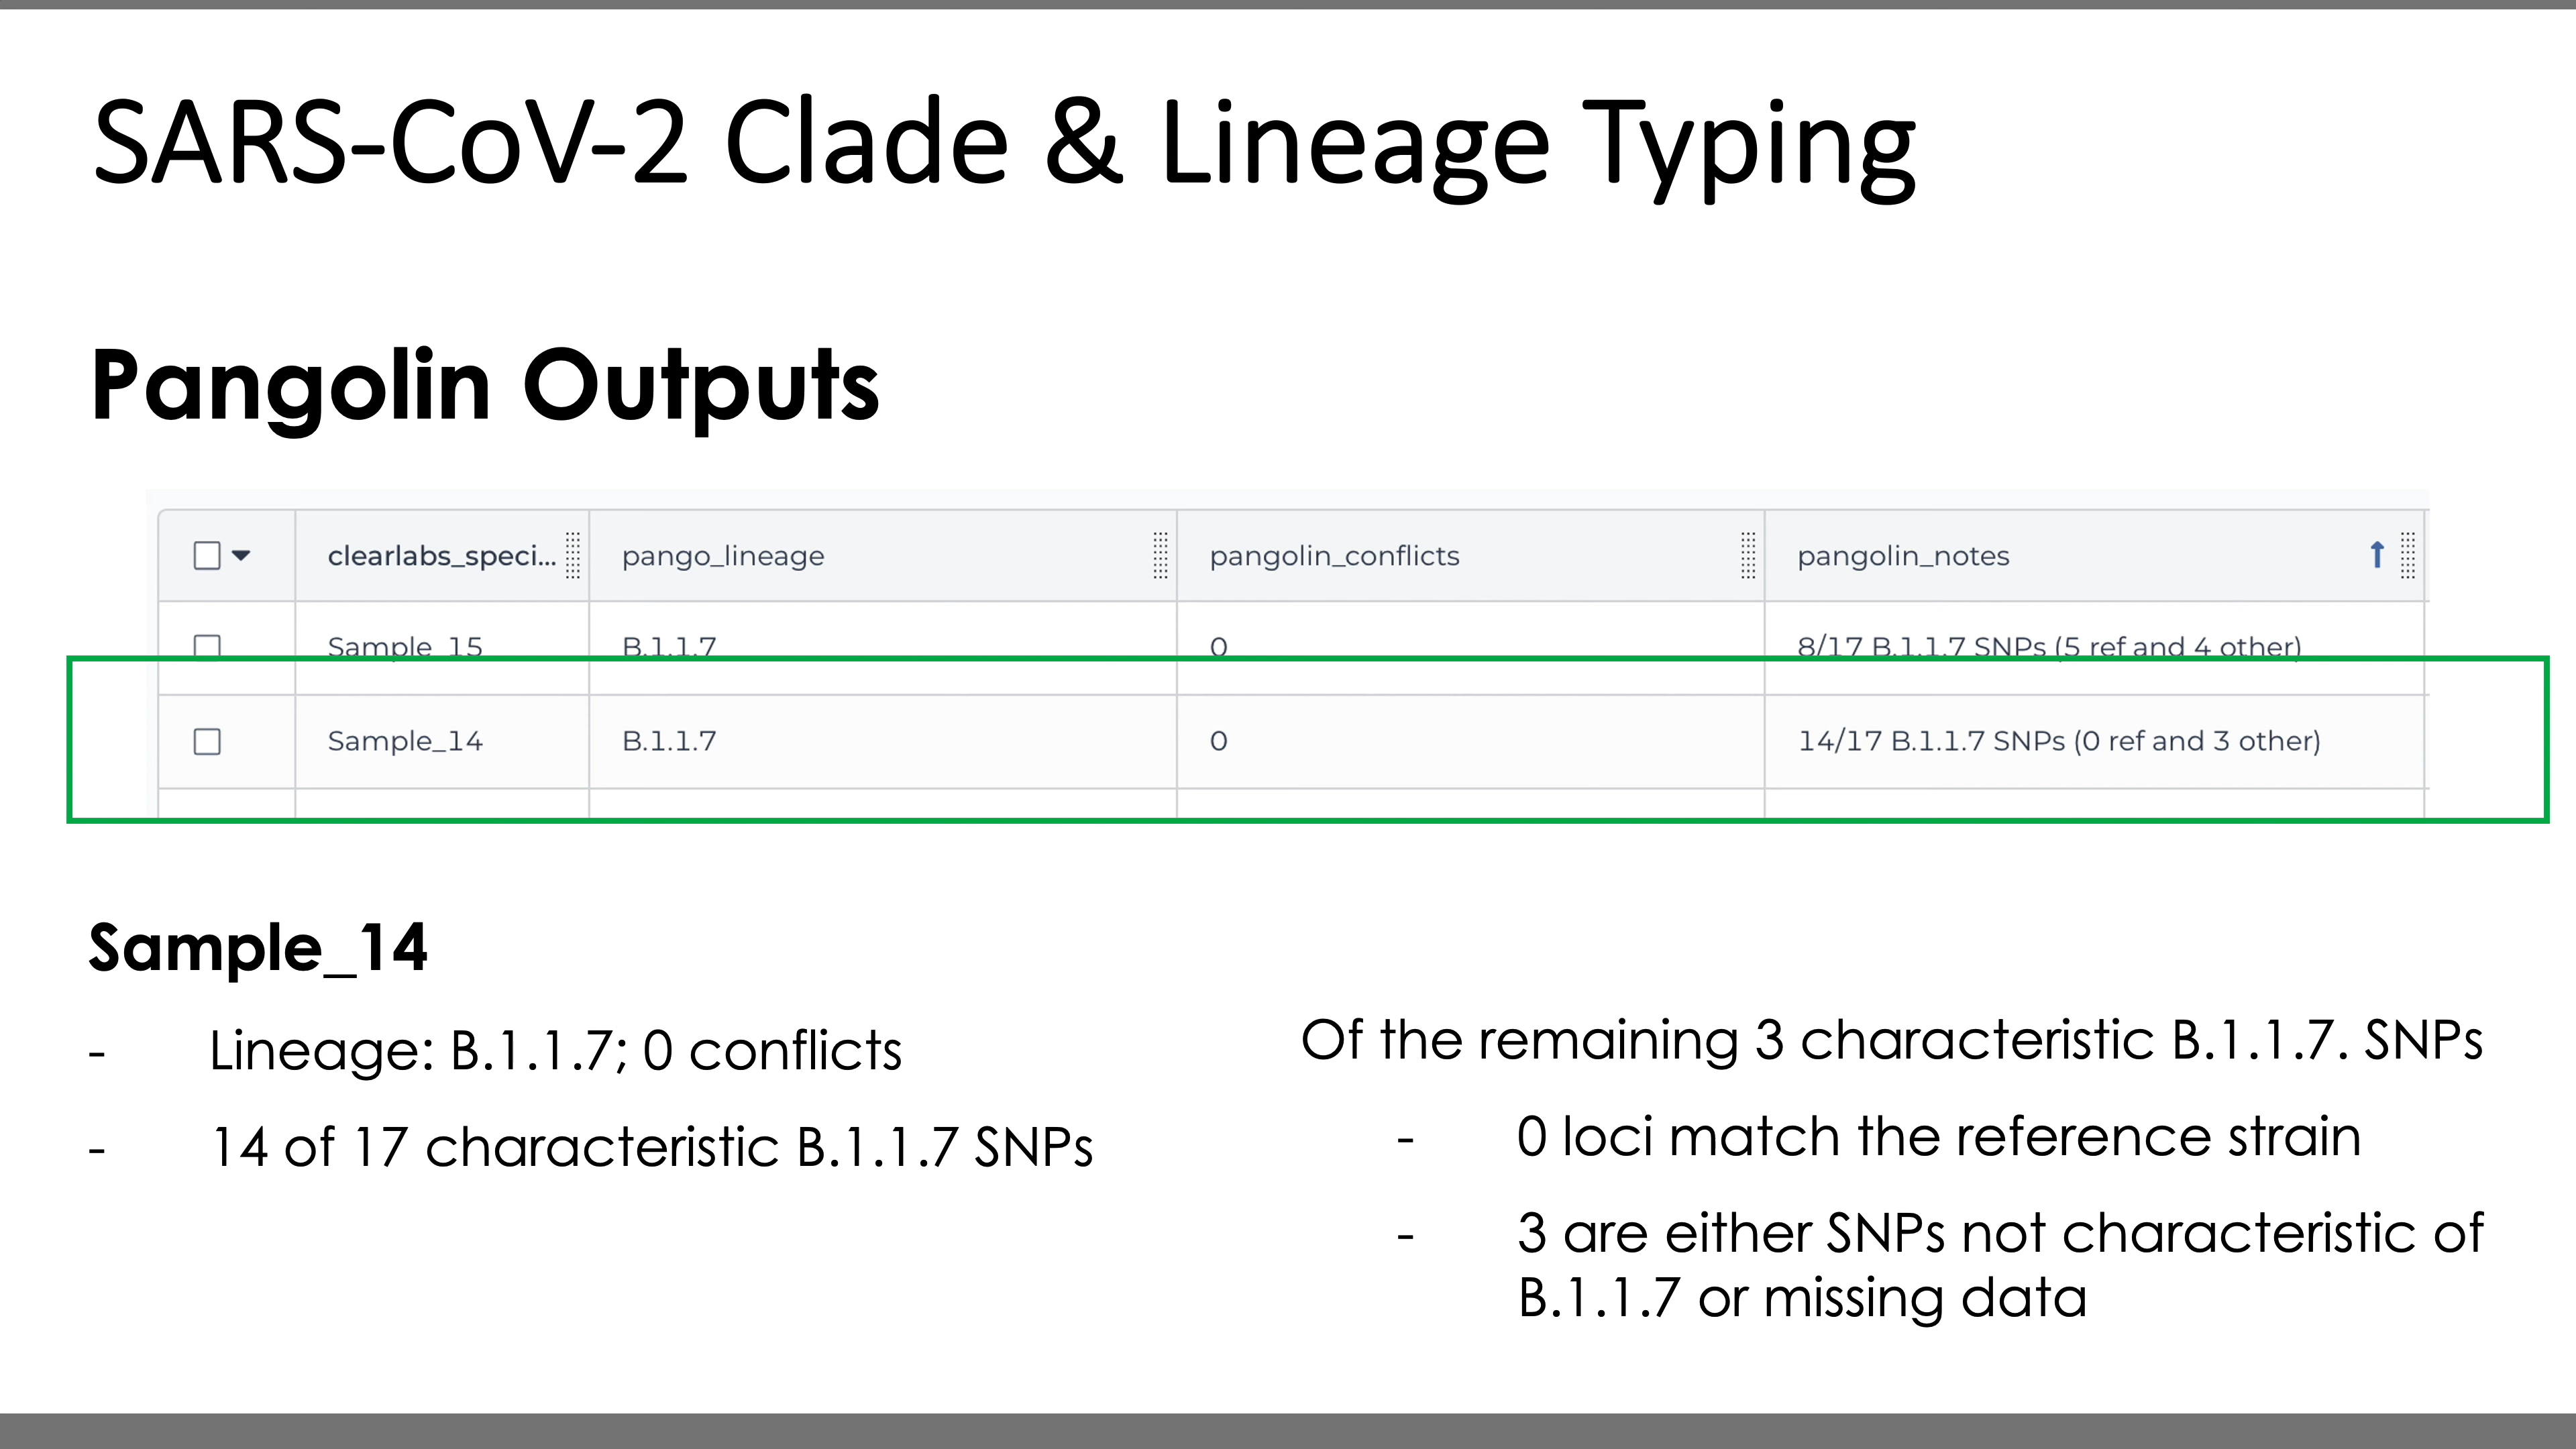 SARS-CoV-2 Clade & Lineage Typing
Pangolin Outputs
clearlabs_speci... pango_lineage pangolin_conflicts pangolin_notes
Sample_15 B.1.1.7 0 8/17 B.1.1.7 SNPs (5 ref and 4 other)
Sample_14 B.1.1.7 0 14/17 B.1.1.7 SNPs (0 ref and 3 other)
Sample_14
- Lineage: B.1.1.7; 0 conflicts
- 14 of 17 characteristic B.1.1.7 SNPs
Of the remaining 3 characteristic B.1.1.7. SNPs
- 0 loci match the reference strain
- 3 are either SNPs not characteristic of
B.1.1.7 or missing data